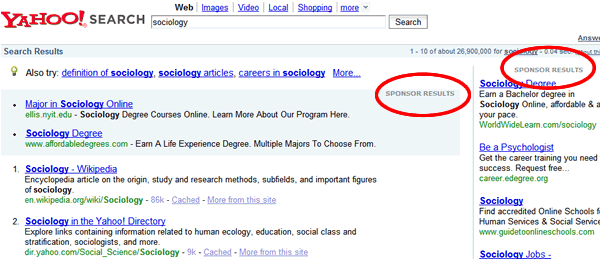 Web | Images | Video | Local | Shopping | more
YAHOO! SEARCH
sociology
Search
Answe
Search Results
1 - 10 of about 26,900,000 for sociology - 0.04 sec
Also try: definition of sociology, sociology articles, careers in sociology More...
SPONSOR RESULTS
• Major in Sociology Online
ellis.nyit.edu - Sociology Degree Courses Online. Learn More About Our Program Here.
• Sociology Degree
www.affordabledegrees.com - Earn A Life Experience Degree. Multiple Majors To Choose From.
1. Sociology - Wikipedia
Encyclopedia article on the origin, study and research methods, subfields, and important figures
of sociology.
en.wikipedia.org/wiki/Sociology - 86k - Cached - More from this site
2. Sociology in the Yahoo! Directory
Explore links containing information related to human ecology, education, social class and
stratification, sociologists, and more.
dir.yahoo.com/Social_Science/Sociology - 9k - Cached - More from this site
SPONSOR RESULTS
Sociology Degree
Earn a Bachelor degree in
Sociology Online, affordable & a
your pace.
WorldWideLearn.com/sociology
Be a Psychologist
Get the career training you need
success. Request free...
career.edegree.org
Sociology
Find accredited Online Schools f
Human Services & Social Service
www.guidetoonlineschools.com
Sociology Jobs -